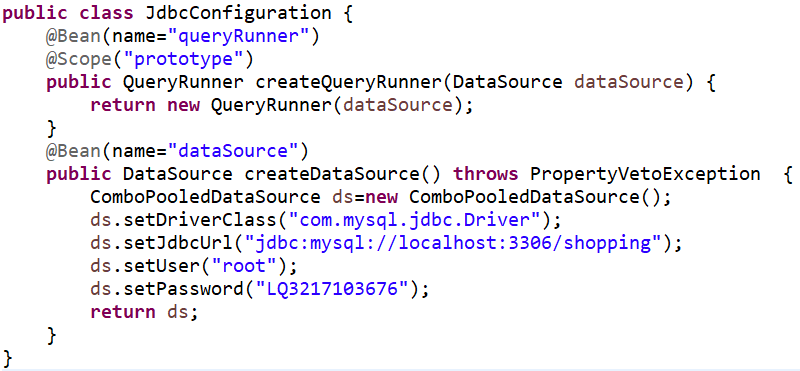 public class JdbcConfiguration {
    @Bean(name="queryRunner")
    @Scope("prototype")
    public QueryRunner createQueryRunner(DataSource dataSource) {
        return new QueryRunner(dataSource);
    }
    @Bean(name="dataSource")
    public DataSource createDataSource() throws PropertyVetoException  {
        ComboPooledDataSource ds=new ComboPooledDataSource();
        ds.setDriverClass("com.mysql.jdbc.Driver");
        ds.setJdbcUrl("jdbc:mysql://localhost:3306/shopping");
        ds.setUser("root");
        ds.setPassword("LQ3217103676");
        return ds;
    }
}